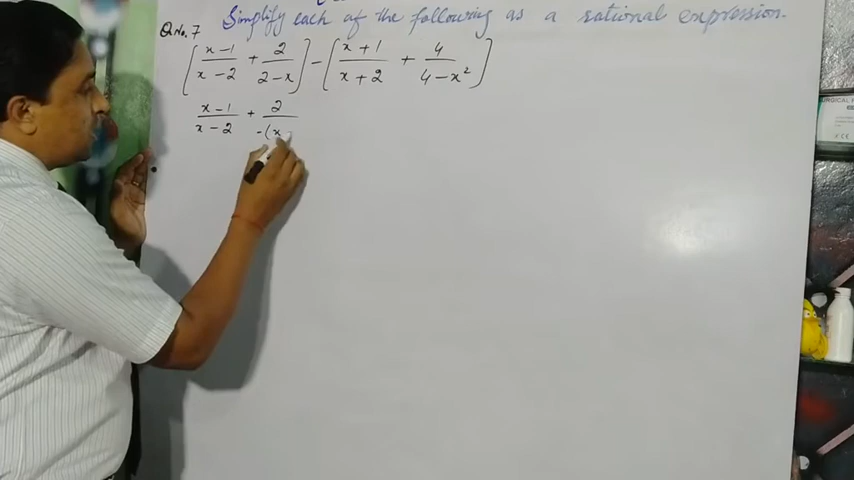 Simplify each of the following as a rational expression.
Q No. 7 [ (x-1)/(x-2) + 2/(2-x) ] - [ (x+1)/(x+2) + 4/(4-x²) ]
(x-1)/(x-2) + 2/-(x